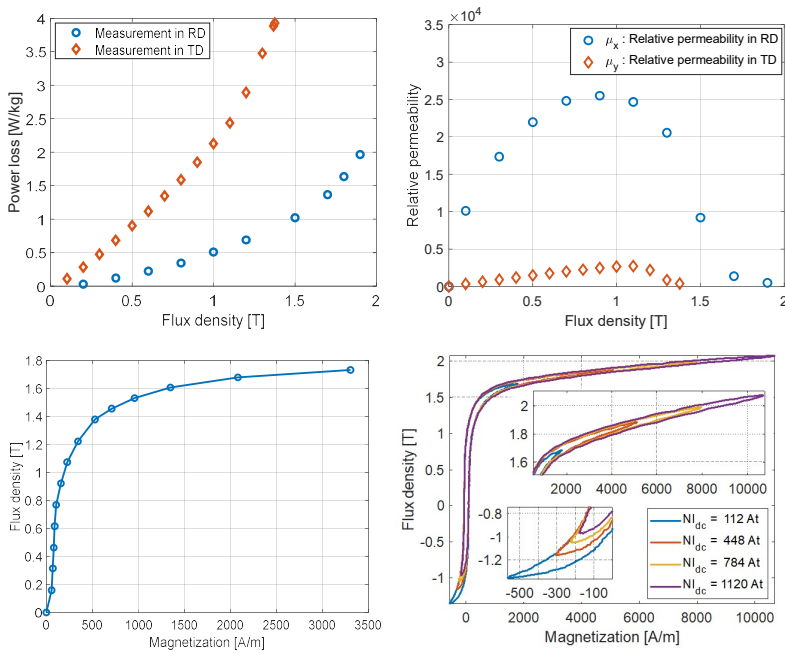 4
3.5
3
2.5
2
1.5
1
0.5
0
Power loss [W/kg]
Measurement in RD
Measurement in TD
0 0.5 1 1.5 2
Flux density [T]
×10⁴
3.5
3
2.5
2
1.5
1
0.5
0
Relative permeability
μx : Relative permeability in RD
μy : Relative permeability in TD
0 0.5 1 1.5 2
Flux density [T]
1.8
1.6
1.4
1.2
1
0.8
0.6
0.4
0.2
0
Flux density [T]
0 500 1000 1500 2000 2500 3000 3500
Magnetization [A/m]
2
1.5
1
0.5
0
-0.5
-1
Flux density [T]
2
1.8
1.6
2000 4000 6000 8000 10000
-0.8
-1
-1.2
-500 -300 -100
NIdc = 112 At
NIdc = 448 At
NIdc = 784 At
NIdc = 1120 At
0 2000 4000 6000 8000 10000
Magnetization [A/m]